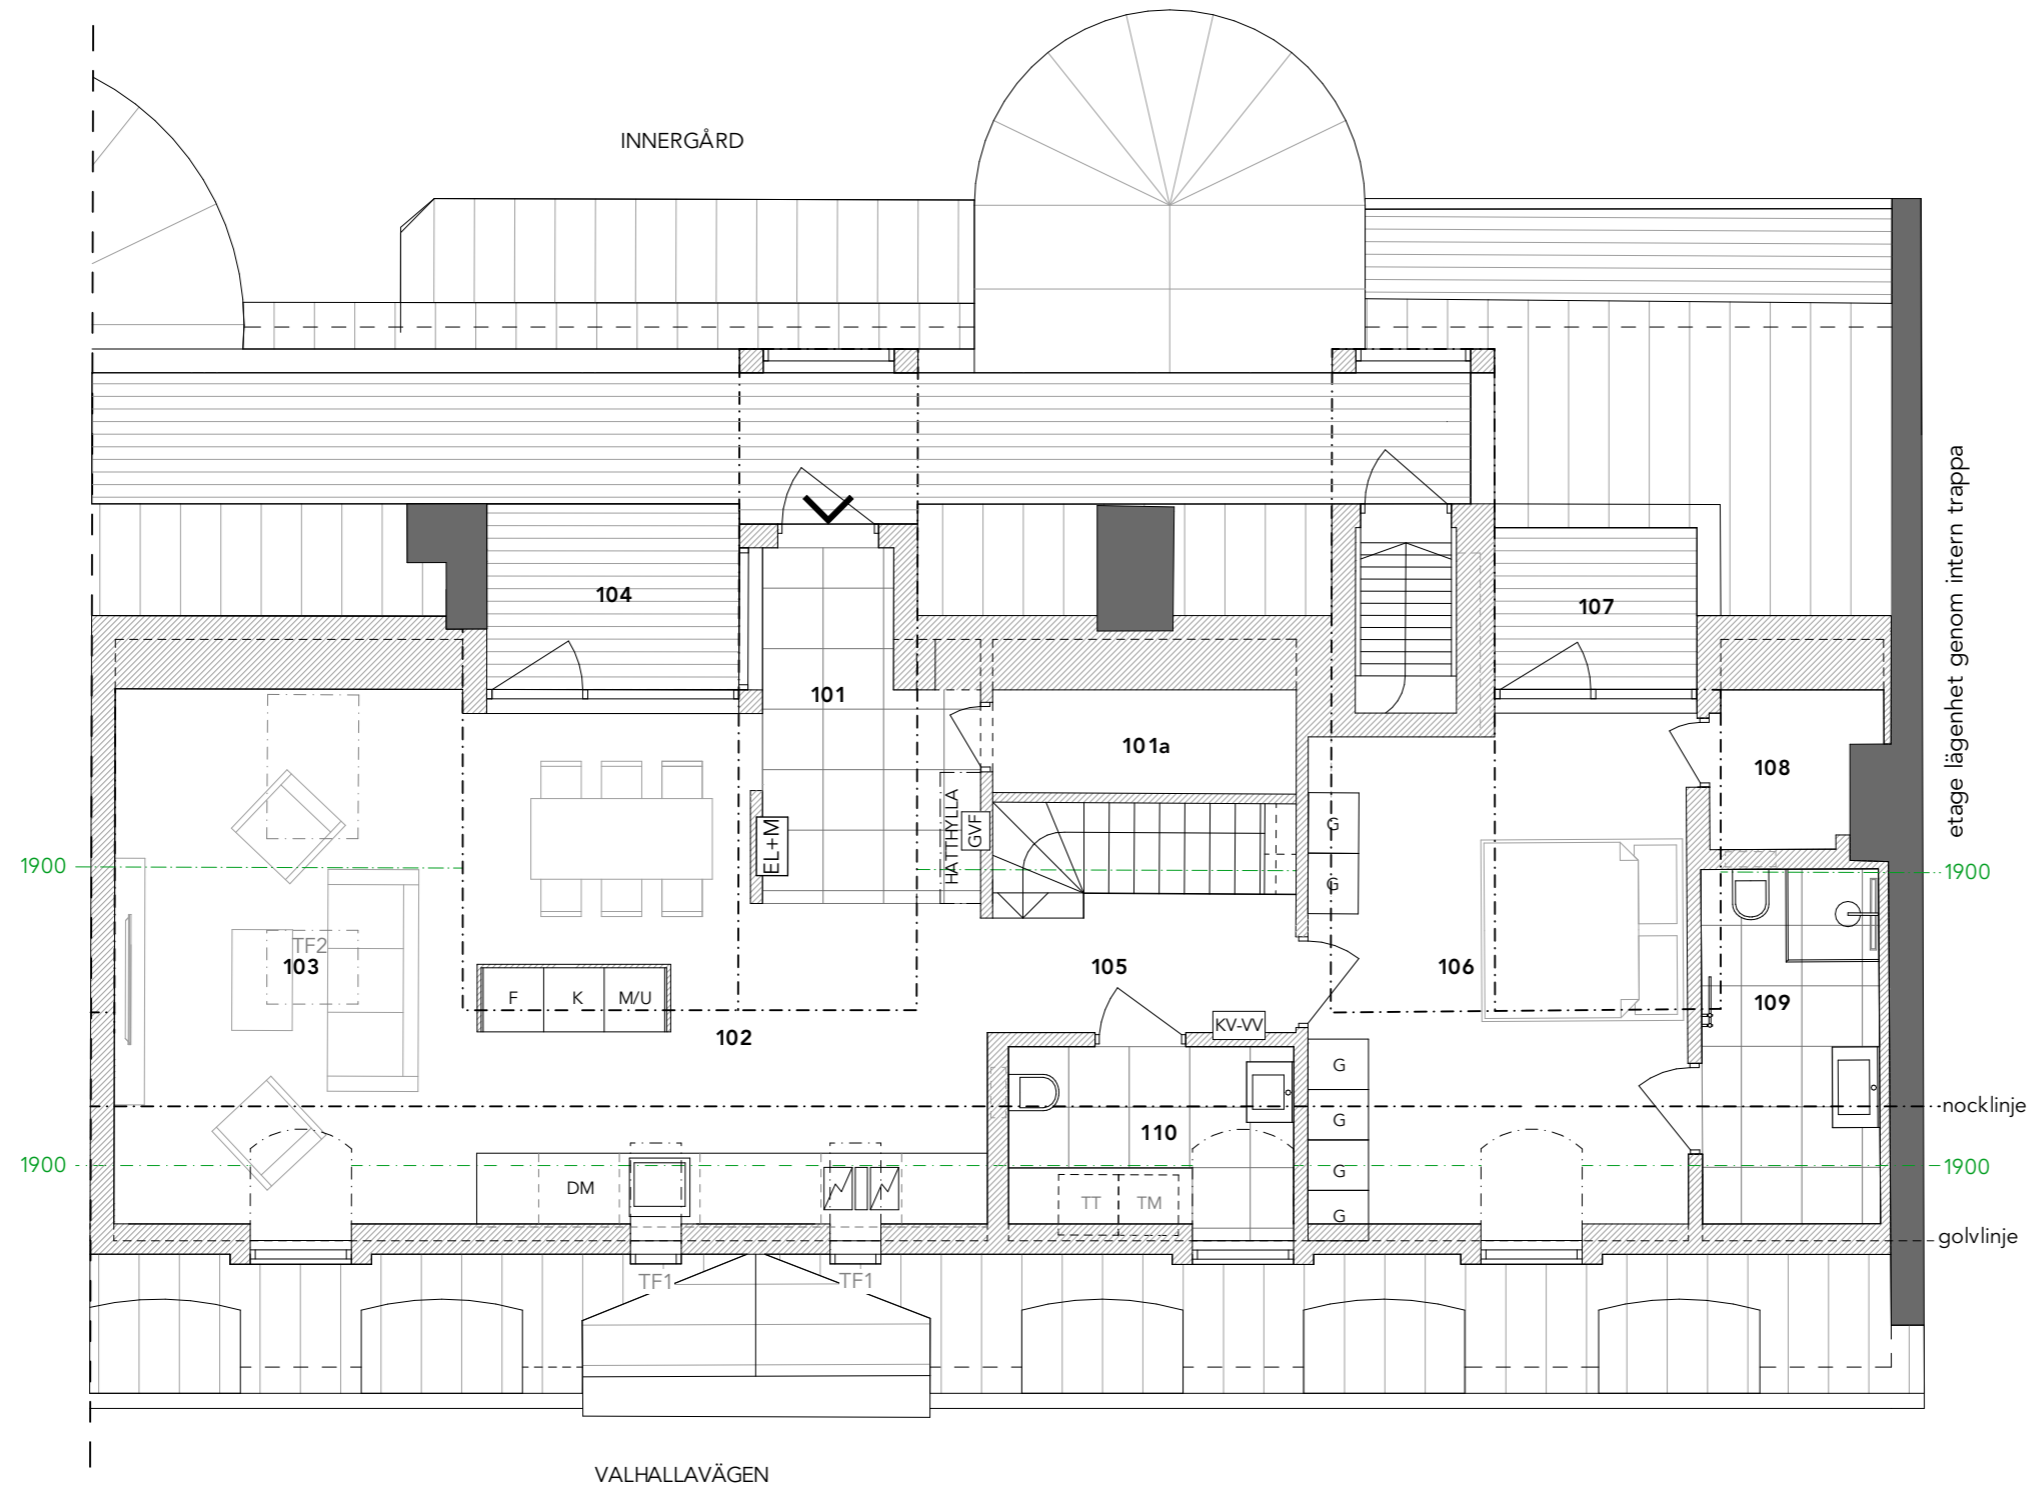 INNERGÅRD
104
107
101
101a
108
etage lägenhet genom intern trappa
HATTHYLLA
GVF
EL+M
G
G
1900
1900
TF2
103
105
106
109
F K M/U
102
KV-VV
G
G
G
G
nocklinje
110
1900
1900
DM
TT TM
golvlinje
TF1
TF1
VALHALLAVÄGEN